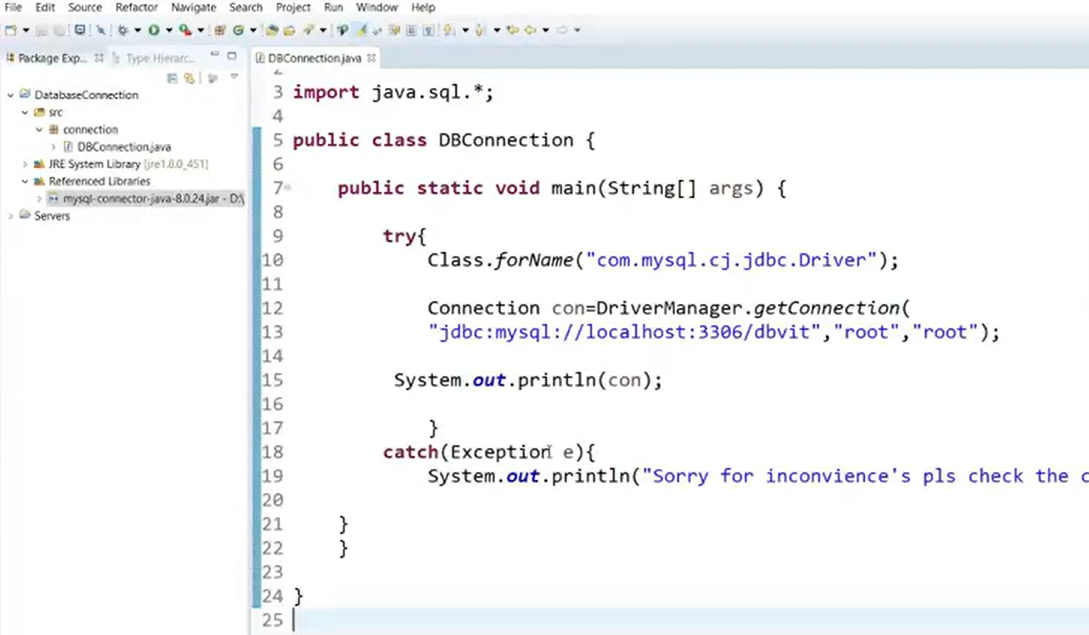 File Edit Source Refactor Navigate Search Project Run Window Help
Package Exp... Type Hierarc...
DatabaseConnection
src
connection
DBConnection.java
JRE System Library [jre1.8.0_451]
Referenced Libraries
mysql-connector-java-8.0.24.jar - D:\
Servers
DBConnection.java
3 import java.sql.*;
4
5 public class DBConnection {
6
7 public static void main(String[] args) {
8
9 try{
10 Class.forName("com.mysql.cj.jdbc.Driver");
11
12 Connection con=DriverManager.getConnection(
13 "jdbc:mysql://localhost:3306/dbvit","root","root");
14
15 System.out.println(con);
16
17 }
18 catch(Exception e){
19 System.out.println("Sorry for inconvience's pls check the
20
21 }
22 }
23
24 }
25